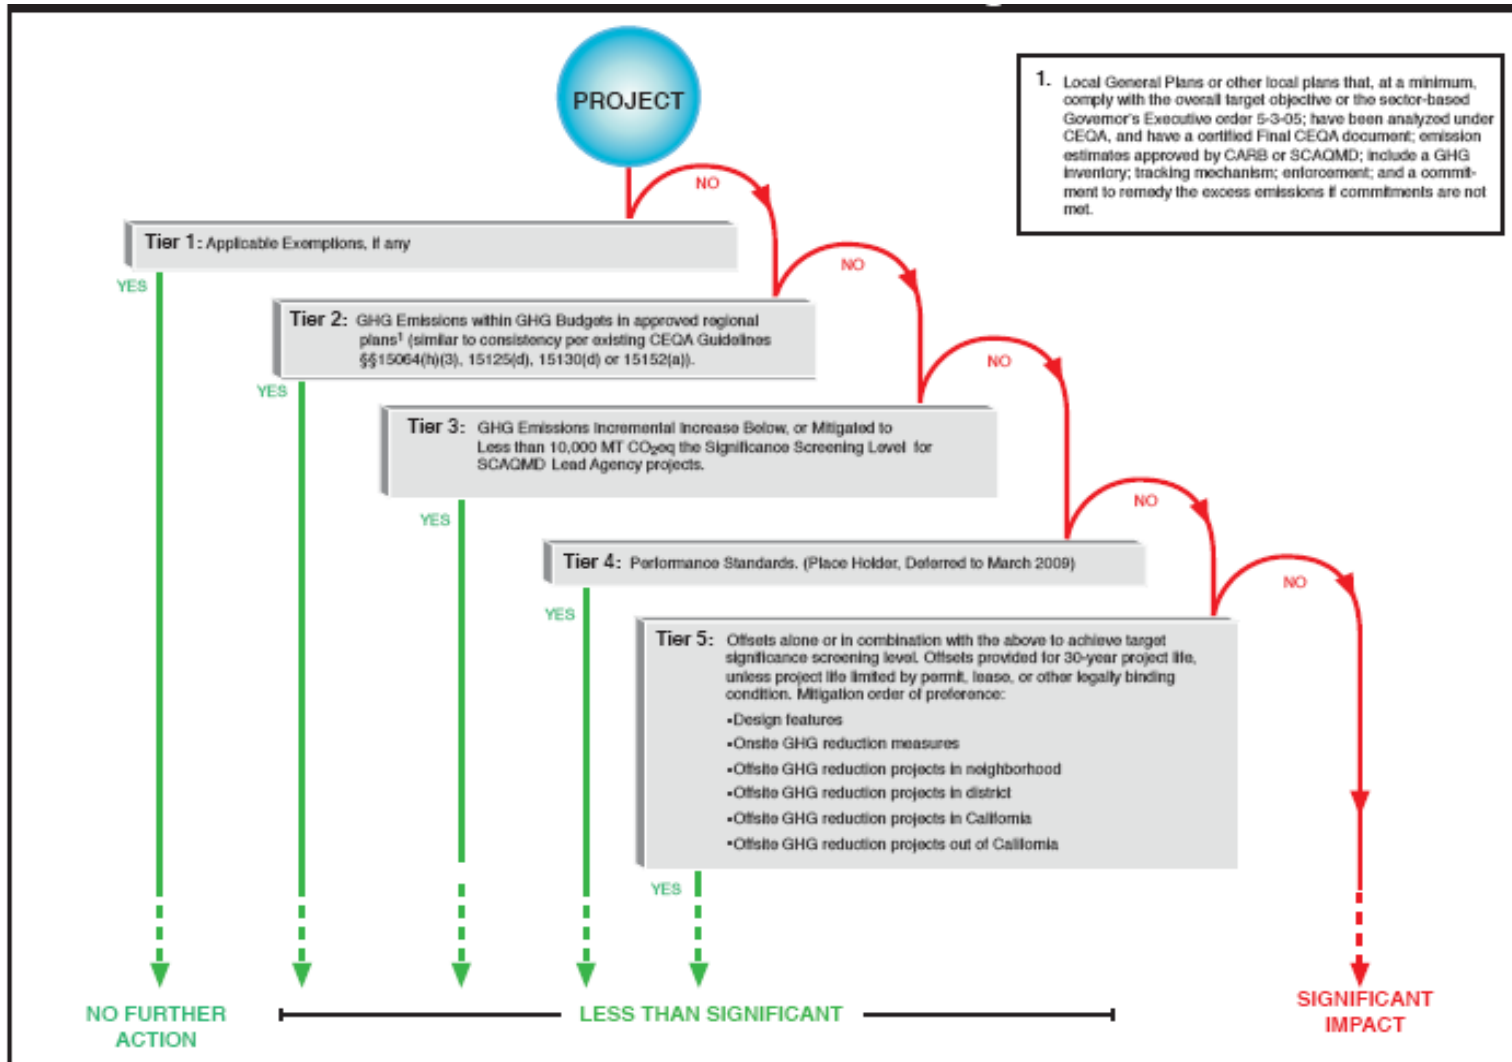 PROJECT
1. Local General Plans or other local plans that, at a minimum,
comply with the overall target objective or the sector-based
Governor's Executive order 5-3-05; have been analyzed under
CEQA, and have a certified Final CEQA document; emission
estimates approved by CARB or SCAQMD; include a GHG
inventory; tracking mechanism; enforcement; and a commit-
ment to remedy the excess emissions if commitments are not
met.
NO
Tier 1: Applicable Exemptions, if any
YES
NO
Tier 2: GHG Emissions within GHG Budgets in approved regional
plans¹ (similar to consistency per existing CEQA Guidelines
§§15064(h)(3), 15125(d), 15130(d) or 15152(a)).
YES
NO
Tier 3: GHG Emissions Incremental Increase Below, or Mitigated to
Less than 10,000 MT CO₂eq the Significance Screening Level for
SCAQMD Lead Agency projects.
YES
NO
Tier 4: Performance Standards. (Place Holder, Deferred to March 2009)
YES
NO
Tier 5: Offsets alone or in combination with the above to achieve target
significance screening level. Offsets provided for 30-year project life,
unless project life limited by permit, lease, or other legally binding
condition. Mitigation order of preference:
▪Design features
▪Onsite GHG reduction measures
▪Offsite GHG reduction projects in neighborhood
▪Offsite GHG reduction projects in district
▪Offsite GHG reduction projects in California
▪Offsite GHG reduction projects out of California
YES
NO FURTHER
ACTION
LESS THAN SIGNIFICANT
SIGNIFICANT
IMPACT